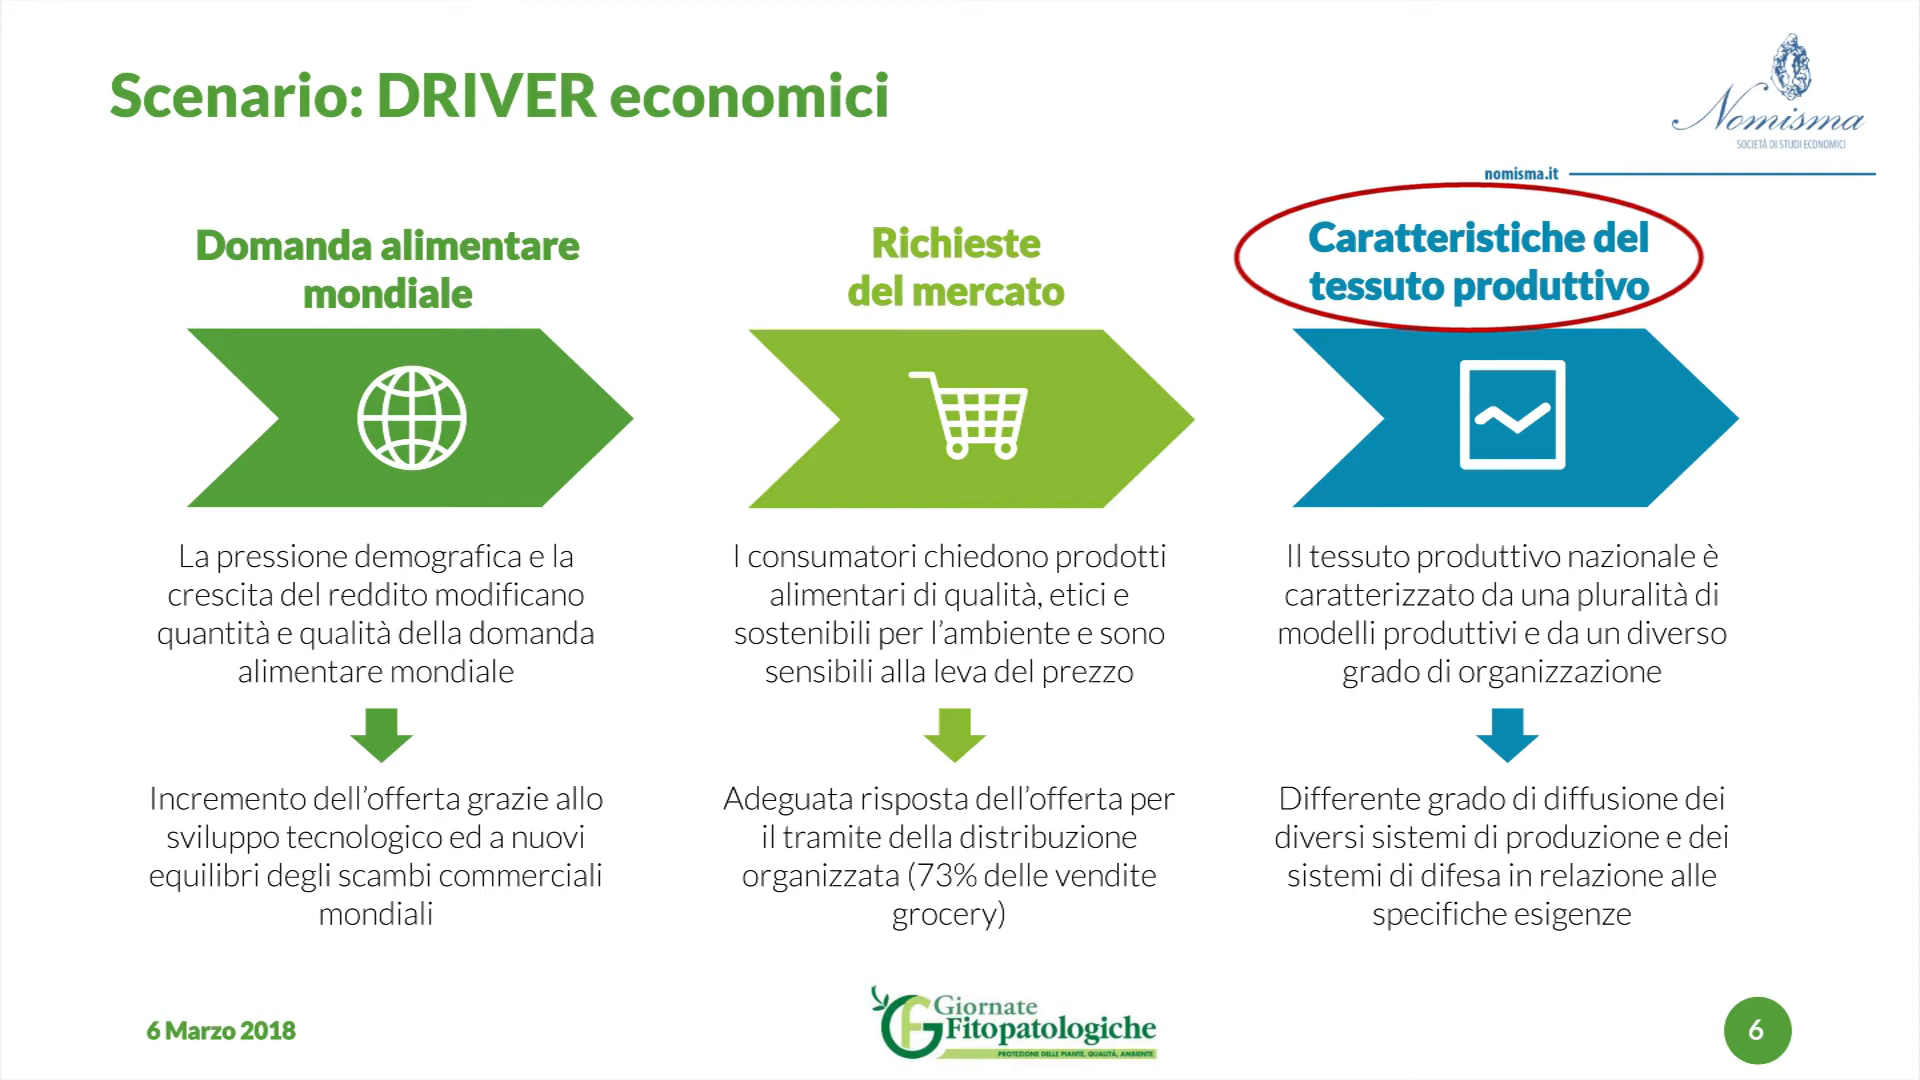 Scenario: DRIVER economici
Nomisma
SOCIETÀ DI STUDI ECONOMICI
nomisma.it
Domanda alimentare
mondiale
La pressione demografica e la
crescita del reddito modificano
quantità e qualità della domanda
alimentare mondiale
Incremento dell’offerta grazie allo
sviluppo tecnologico ed a nuovi
equilibri degli scambi commerciali
mondiali
Richieste
del mercato
I consumatori chiedono prodotti
alimentari di qualità, etici e
sostenibili per l’ambiente e sono
sensibili alla leva del prezzo
Adeguata risposta dell’offerta per
il tramite della distribuzione
organizzata (73% delle vendite
grocery)
Caratteristiche del
tessuto produttivo
Il tessuto produttivo nazionale è
caratterizzato da una pluralità di
modelli produttivi e da un diverso
grado di organizzazione
Differente grado di diffusione dei
diversi sistemi di produzione e dei
sistemi di difesa in relazione alle
specifiche esigenze
6 Marzo 2018
Giornate
Fitopatologiche
PROTEZIONE DELLE PIANTE, QUALITÀ, AMBIENTE
6